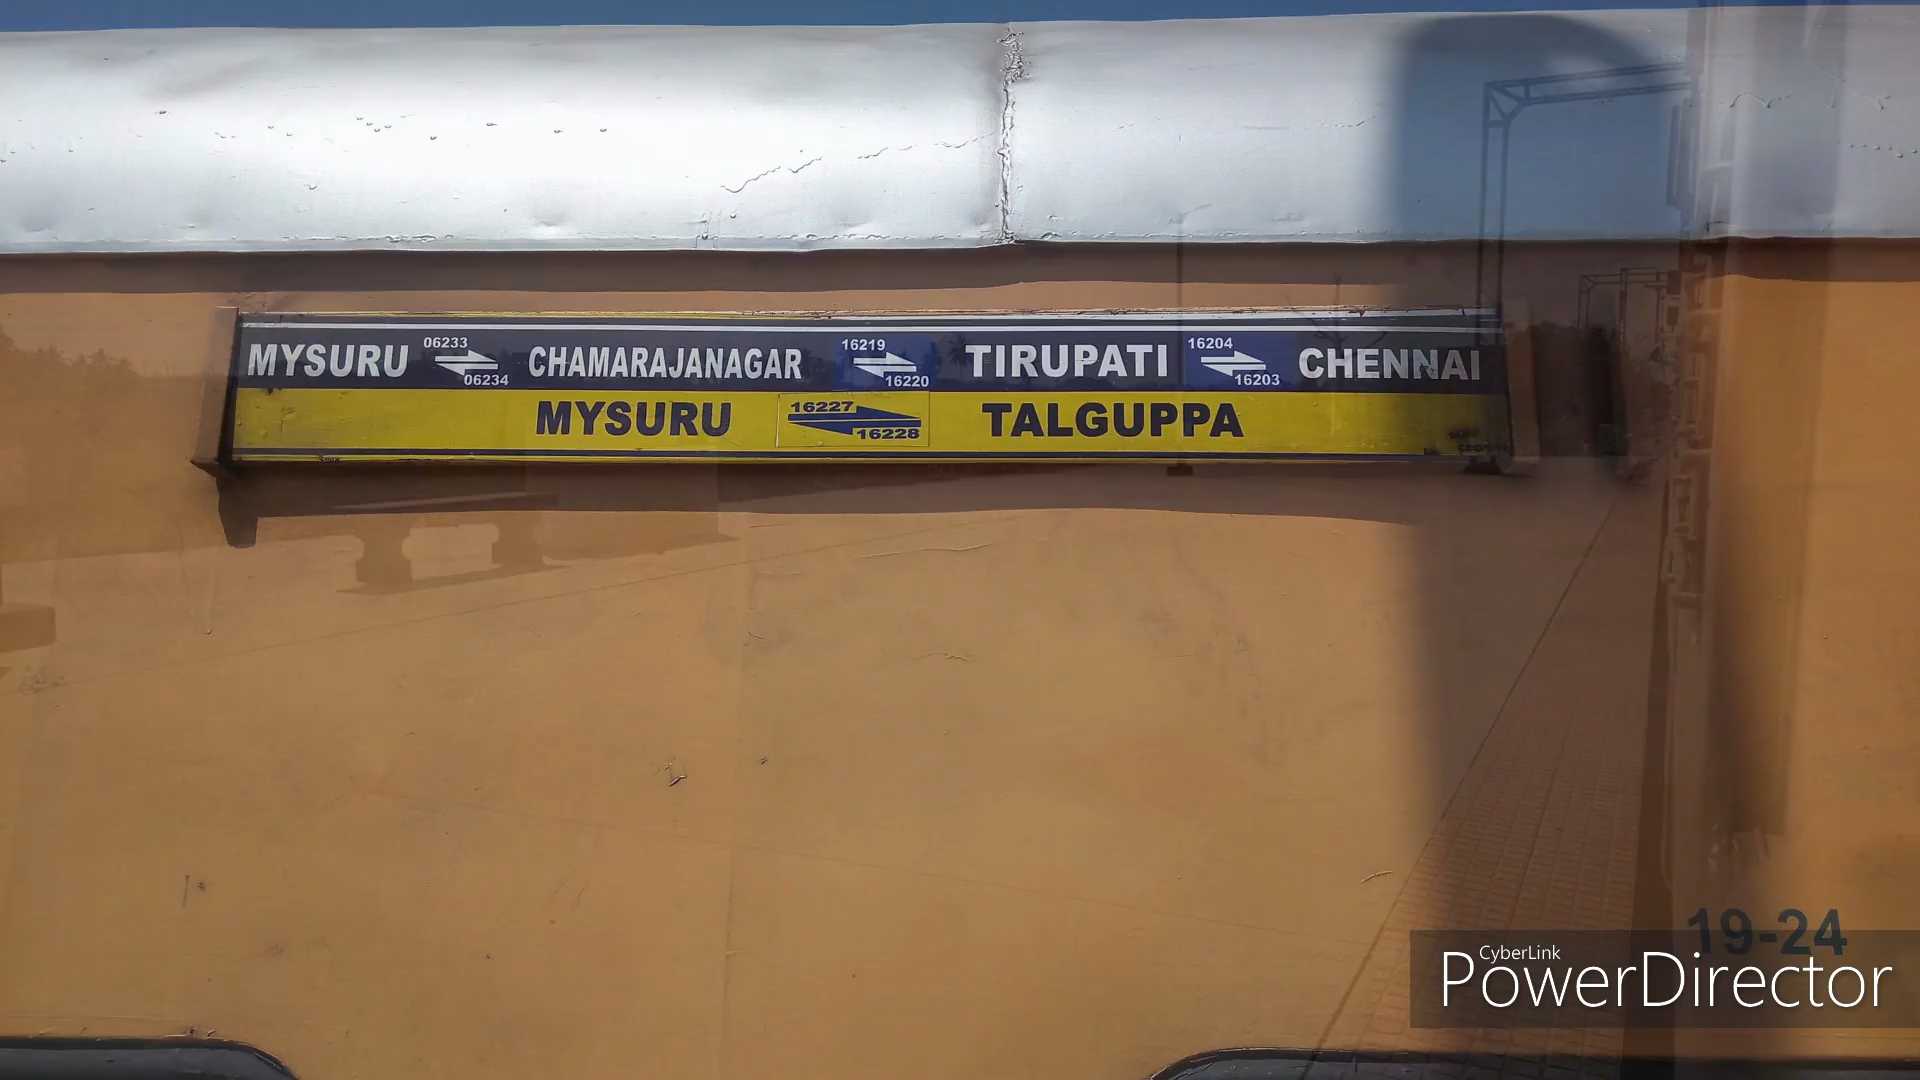 MYSURU 06233 06234 CHAMARAJANAGAR 16219 16220 TIRUPATI 16204 16203 CHENNAI
MYSURU 16227 16228 TALGUPPA
19-24
CyberLink
PowerDirector